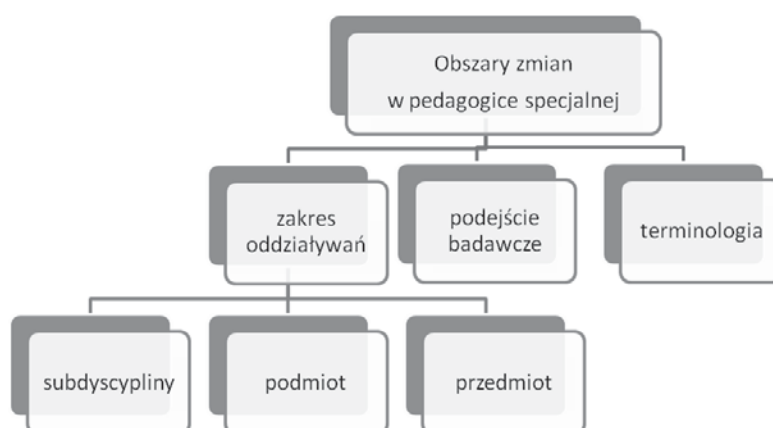 Obszary zmian
w pedagogice specjalnej
zakres
oddziaływań
podejście
badawcze
terminologia
subdyscypliny
podmiot
przedmiot